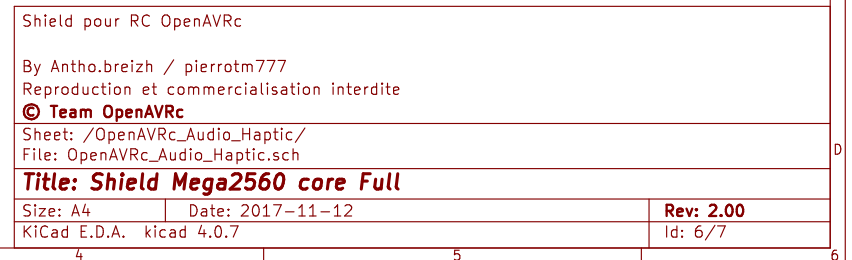 Shield pour RC OpenAVRc
By Antho.breizh / pierrotm777
Reproduction et commercialisation interdite
© Team OpenAVRc
Sheet: /OpenAVRc_Audio_Haptic/
File: OpenAVRc_Audio_Haptic.sch
D
Title: Shield Mega2560 core Full
Size: A4 Date: 2017-11-12 Rev: 2.00
KiCad E.D.A. kicad 4.0.7 Id: 6/7
4 5 6